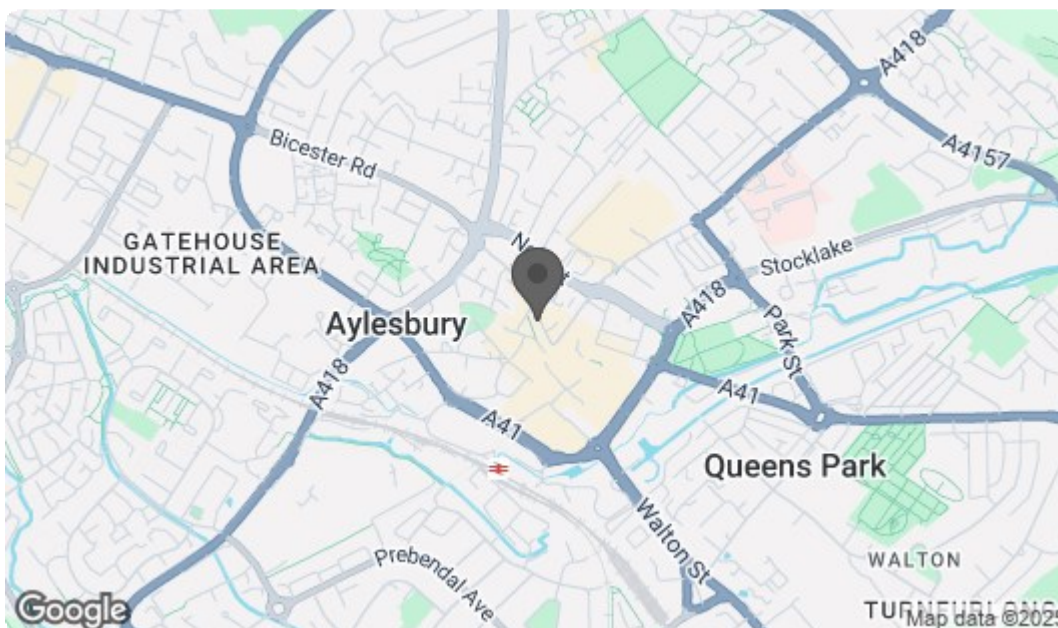 A418
Bicester Rd
A4157
GATEHOUSE
INDUSTRIAL AREA
Stocklake
A418
Aylesbury
Park St
A418
A41
A41
Queens Park
Walton St
Prebendal Ave
WALTON
Google
Map data ©2025